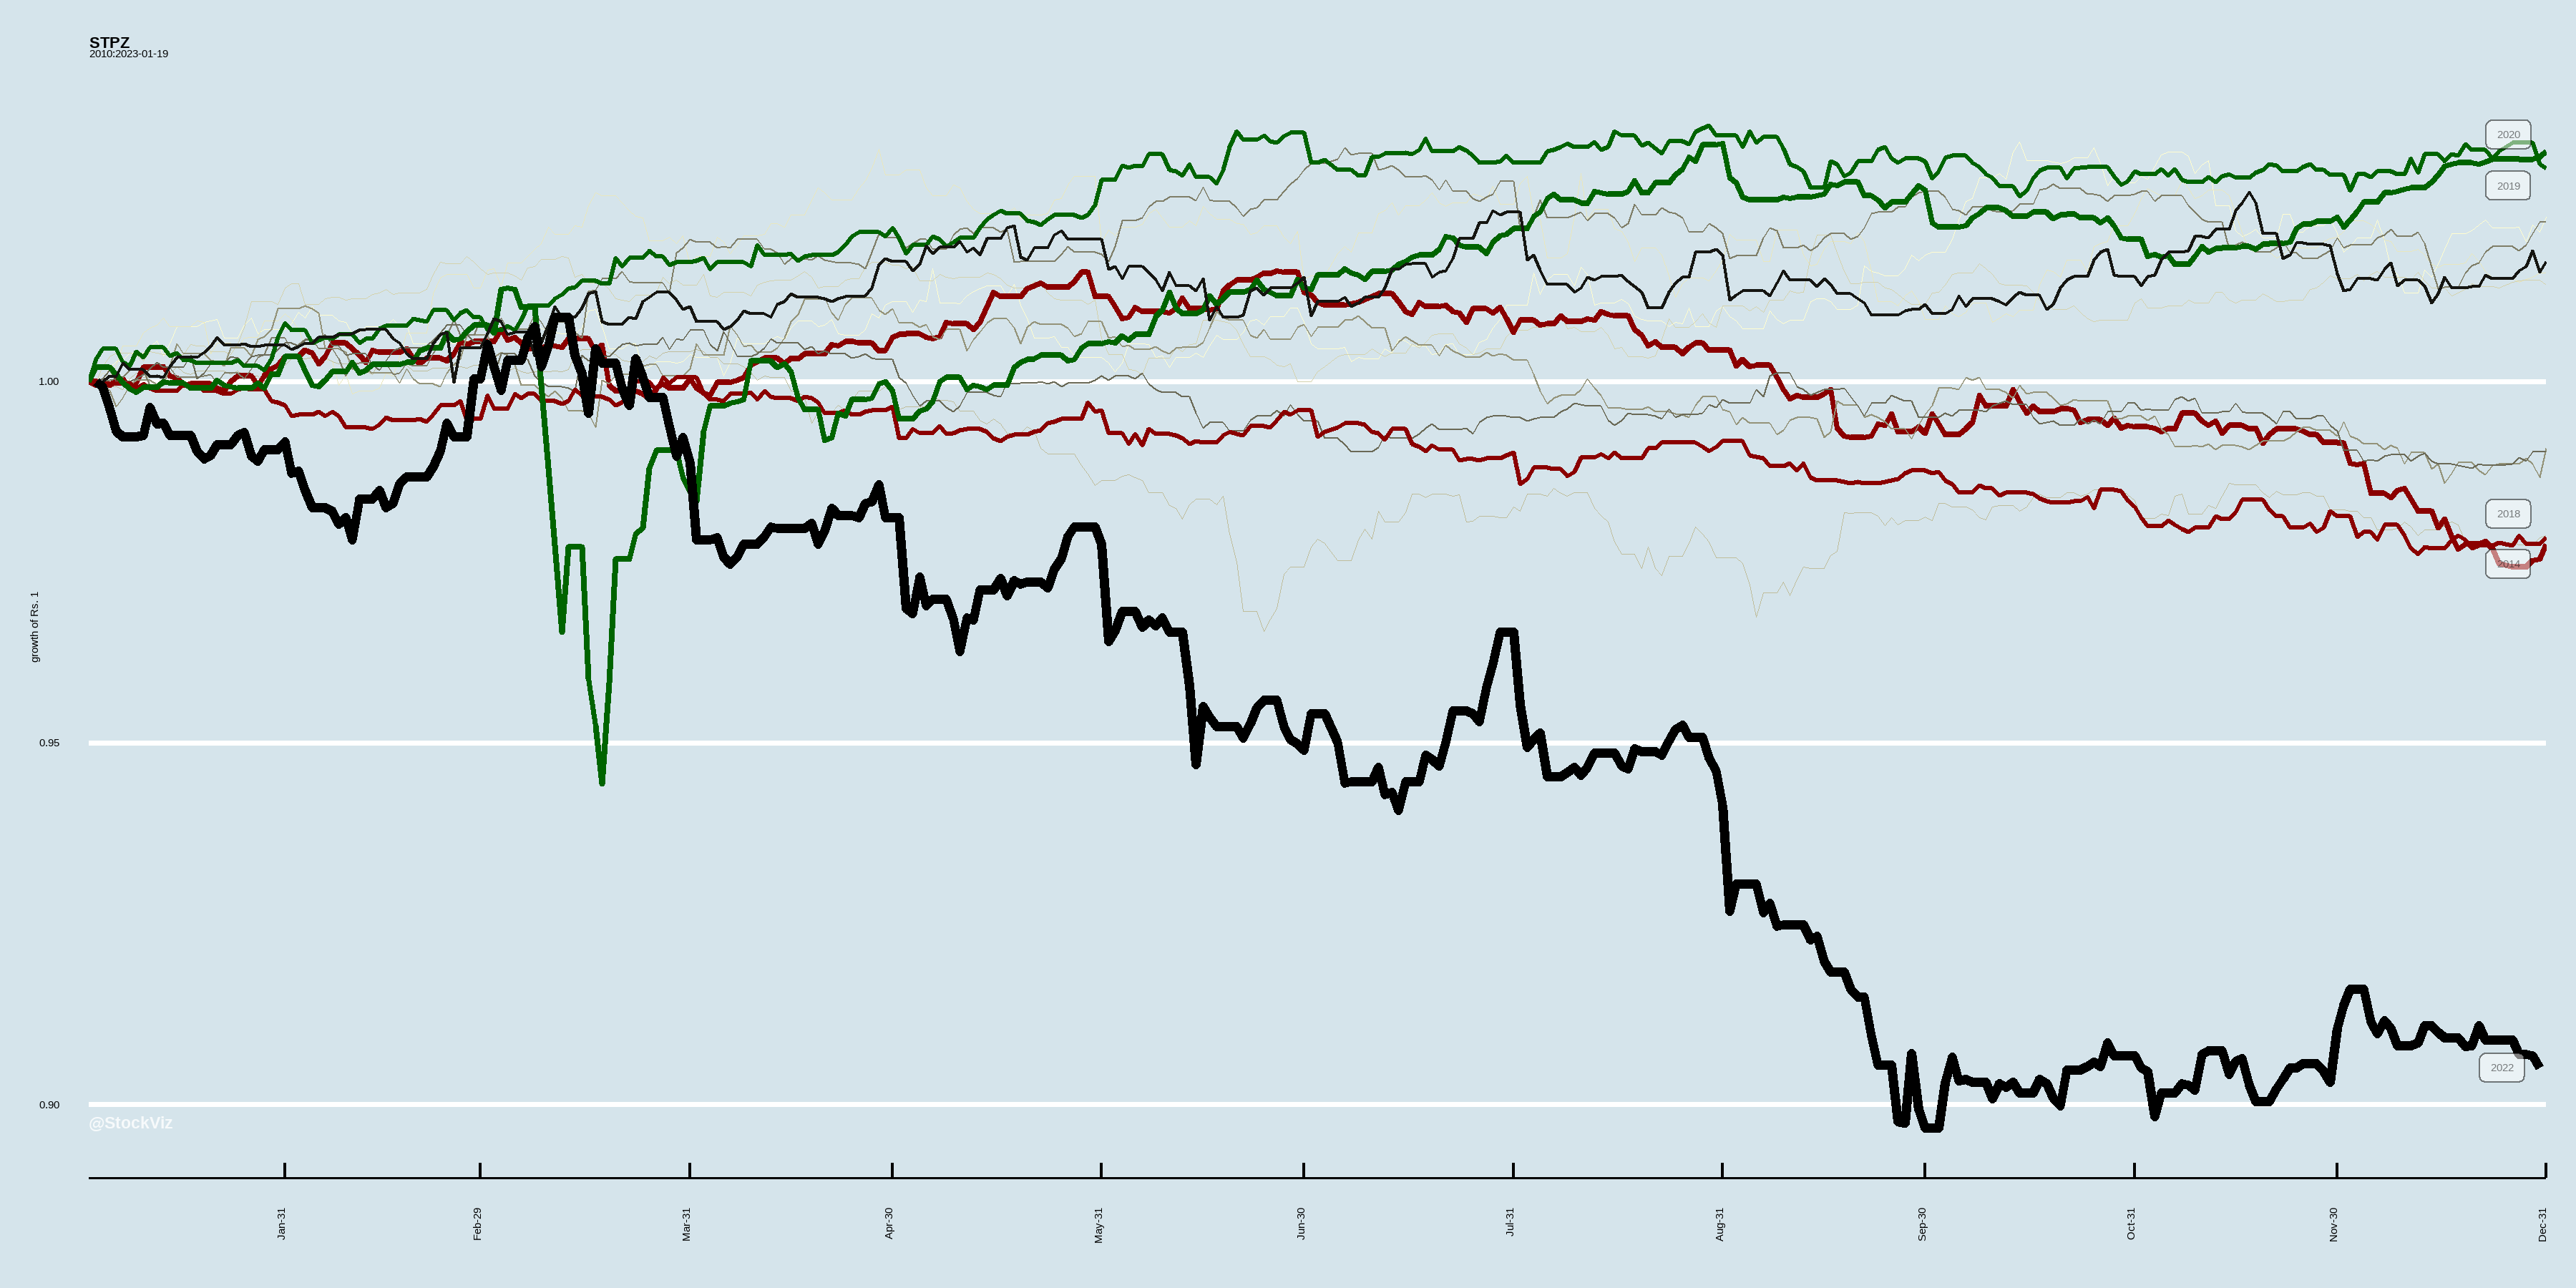 STPZ
2010:2023-01-19
2020
2019
1.00
2018
2014
growth of Rs. 1
0.95
2022
0.90
@StockViz
Jan-31
Feb-29
Mar-31
Apr-30
May-31
Jun-30
Jul-31
Aug-31
Sep-30
Oct-31
Nov-30
Dec-31